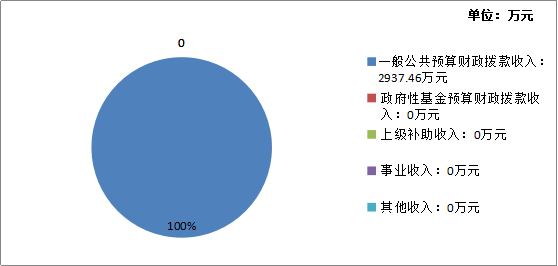 单位：万元
0
100%
一般公共预算财政拨款收入：
2937.46万元
政府性基金预算财政拨款收
入：0万元
上级补助收入：0万元
事业收入：0万元
其他收入：0万元